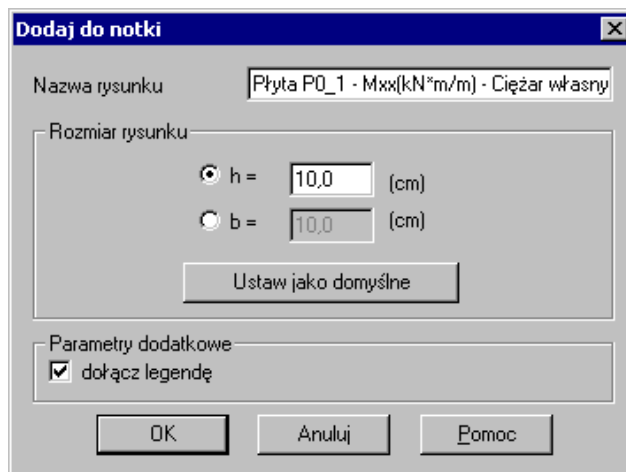 Dodaj do notki
Nazwa rysunku Płyta P0_1 - Mxx(kN*m/m) - Ciężar własny
Rozmiar rysunku
h = 10,0 (cm)
b = 10,0 (cm)
Ustaw jako domyślne
Parametry dodatkowe
dołącz legendę
OK Anuluj Pomoc